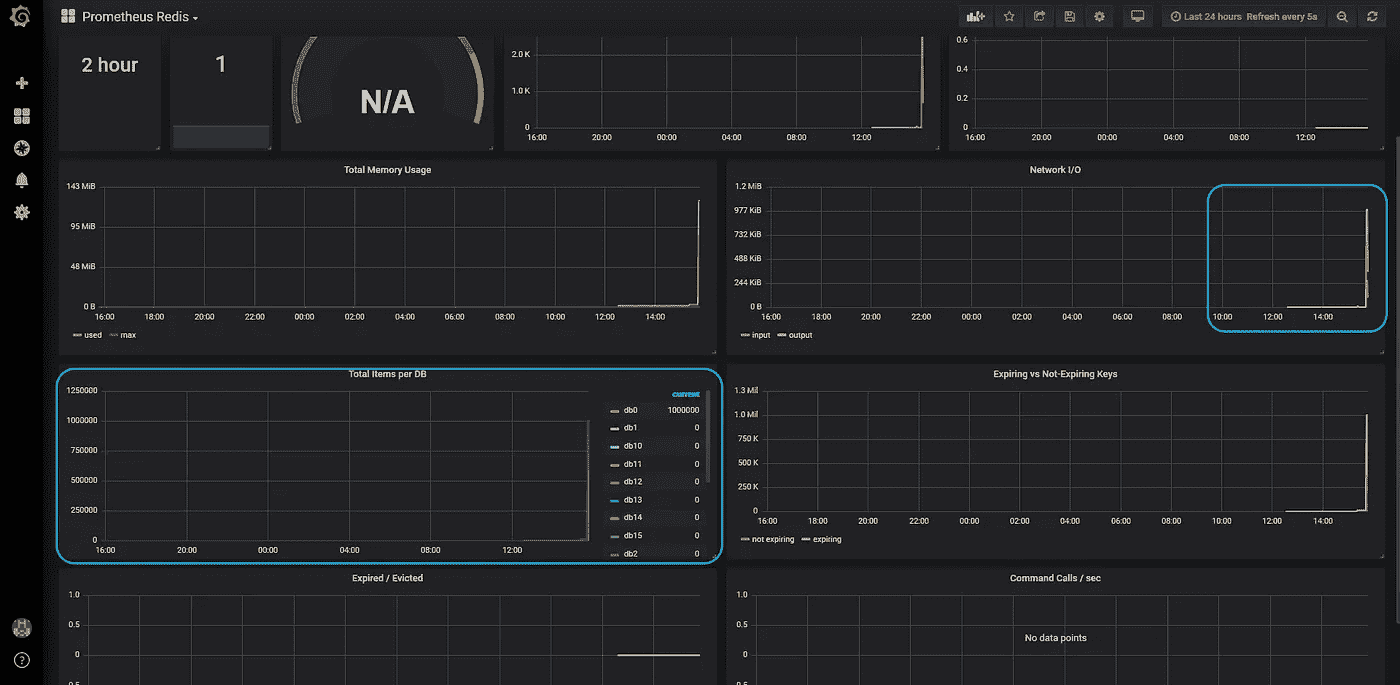 Prometheus Redis
Last 24 hours Refresh every 5s
2 hour
1
N/A
2.0 K
1.0 K
0
16:00 20:00 00:00 04:00 08:00 12:00
0.6
0.4
0.2
0
16:00 20:00 00:00 04:00 08:00 12:00
Total Memory Usage
143 MiB
95 MiB
48 MiB
0 B
16:00 18:00 20:00 22:00 00:00 02:00 04:00 06:00 08:00 10:00 12:00 14:00
used max
Network I/O
1.2 MiB
977 KiB
732 KiB
488 KiB
244 KiB
0 B
16:00 18:00 20:00 22:00 00:00 02:00 04:00 06:00 08:00 10:00 12:00 14:00
input output
Total Items per DB
1250000
1000000
750000
500000
250000
0
16:00 20:00 00:00 04:00 08:00 12:00
current
db0 1000000
db1 0
db10 0
db11 0
db12 0
db13 0
db14 0
db15 0
db2 0
Expiring vs Not-Expiring Keys
1.3 Mil
1.0 Mil
750 K
500 K
250 K
0
16:00 18:00 20:00 22:00 00:00 02:00 04:00 06:00 08:00 10:00 12:00 14:00
not expiring expiring
Expired / Evicted
1.0
0.5
0
-0.5
Command Calls / sec
1.0
0.5
0
-0.5
No data points